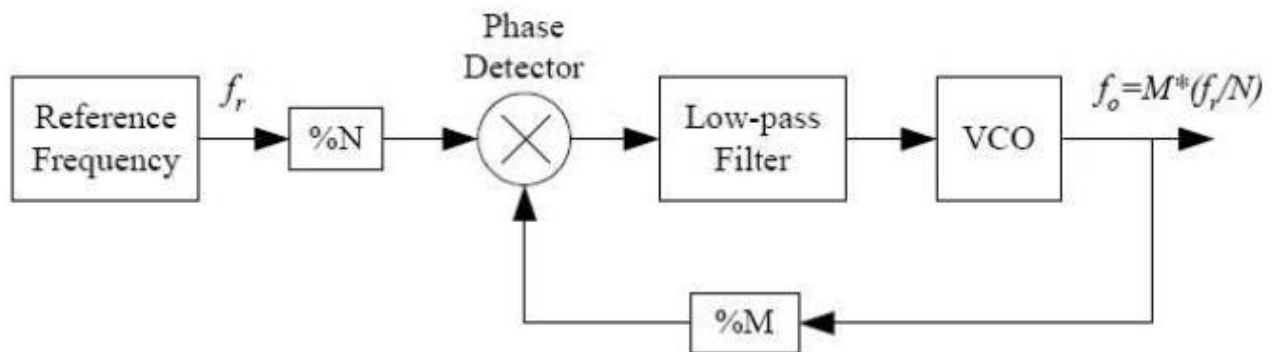 Phase
Detector
f_r
f_o=M*(f_r/N)
Reference
Frequency
%N
Low-pass
Filter
VCO
%M